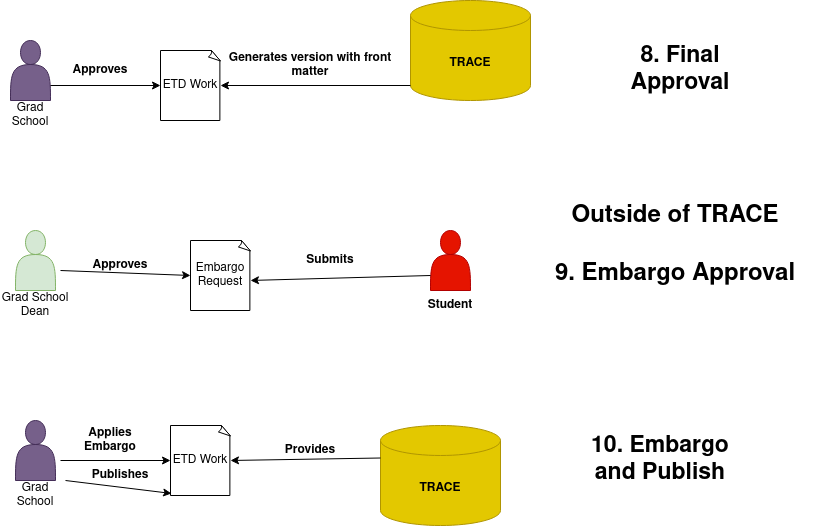 Approves
ETD Work
Generates version with front
matter
TRACE
8. Final
Approval
Grad
School
Outside of TRACE
9. Embargo Approval
Approves
Embargo
Request
Submits
Grad School
Dean
Student
Applies
Embargo
Publishes
ETD Work
Provides
TRACE
10. Embargo
and Publish
Grad
School